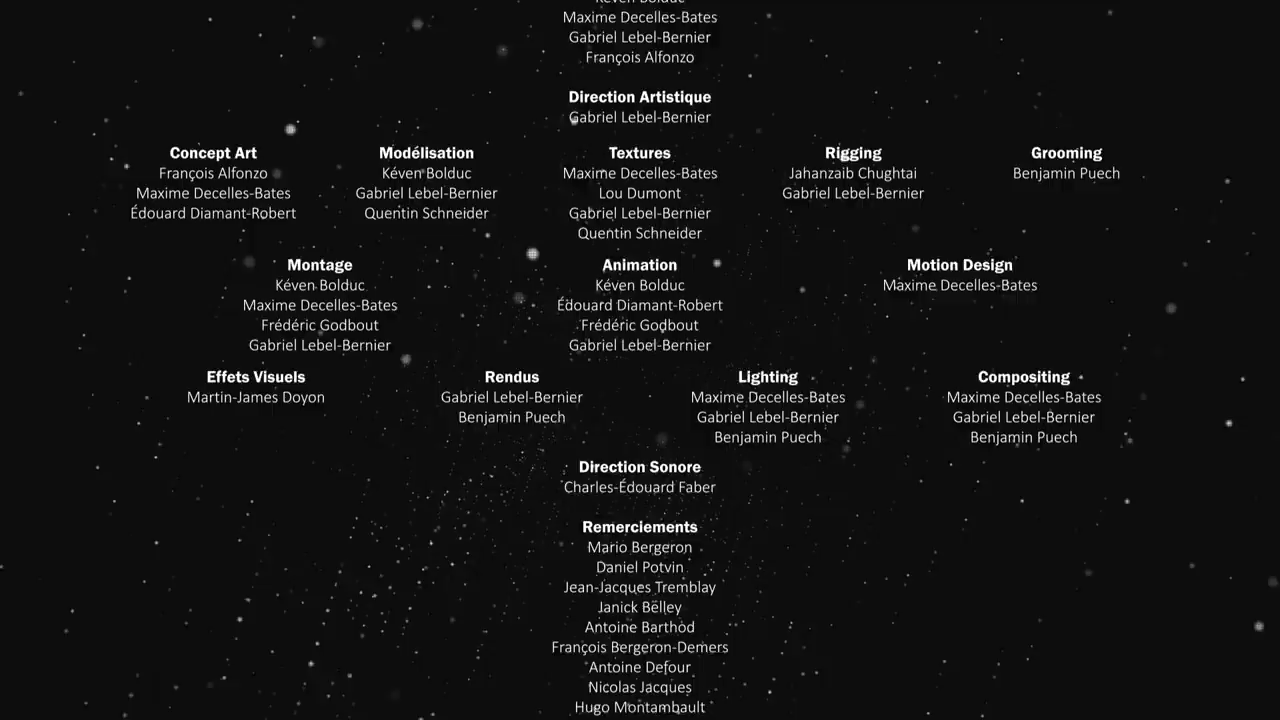 Kéven Bolduc
Maxime Decelles-Bates
Gabriel Lebel-Bernier
François Alfonzo
Direction Artistique
Gabriel Lebel-Bernier
Concept Art
François Alfonzo
Maxime Decelles-Bates
Édouard Diamant-Robert
Modélisation
Kéven Bolduc
Gabriel Lebel-Bernier
Quentin Schneider
Textures
Maxime Decelles-Bates
Lou Dumont
Gabriel Lebel-Bernier
Quentin Schneider
Rigging
Jahanzaib Chughtai
Gabriel Lebel-Bernier
Grooming
Benjamin Puech
Montage
Kéven Bolduc
Maxime Decelles-Bates
Frédéric Godbout
Gabriel Lebel-Bernier
Animation
Kéven Bolduc
Édouard Diamant-Robert
Frédéric Godbout
Gabriel Lebel-Bernier
Motion Design
Maxime Decelles-Bates
Effets Visuels
Martin-James Doyon
Rendus
Gabriel Lebel-Bernier
Benjamin Puech
Lighting
Maxime Decelles-Bates
Gabriel Lebel-Bernier
Benjamin Puech
Compositing
Maxime Decelles-Bates
Gabriel Lebel-Bernier
Benjamin Puech
Direction Sonore
Charles-Édouard Faber
Remerciements
Mario Bergeron
Daniel Potvin
Jean-Jacques Tremblay
Janick Belley
Antoine Barthod
François Bergeron-Demers
Antoine Defour
Nicolas Jacques
Hugo Montambault